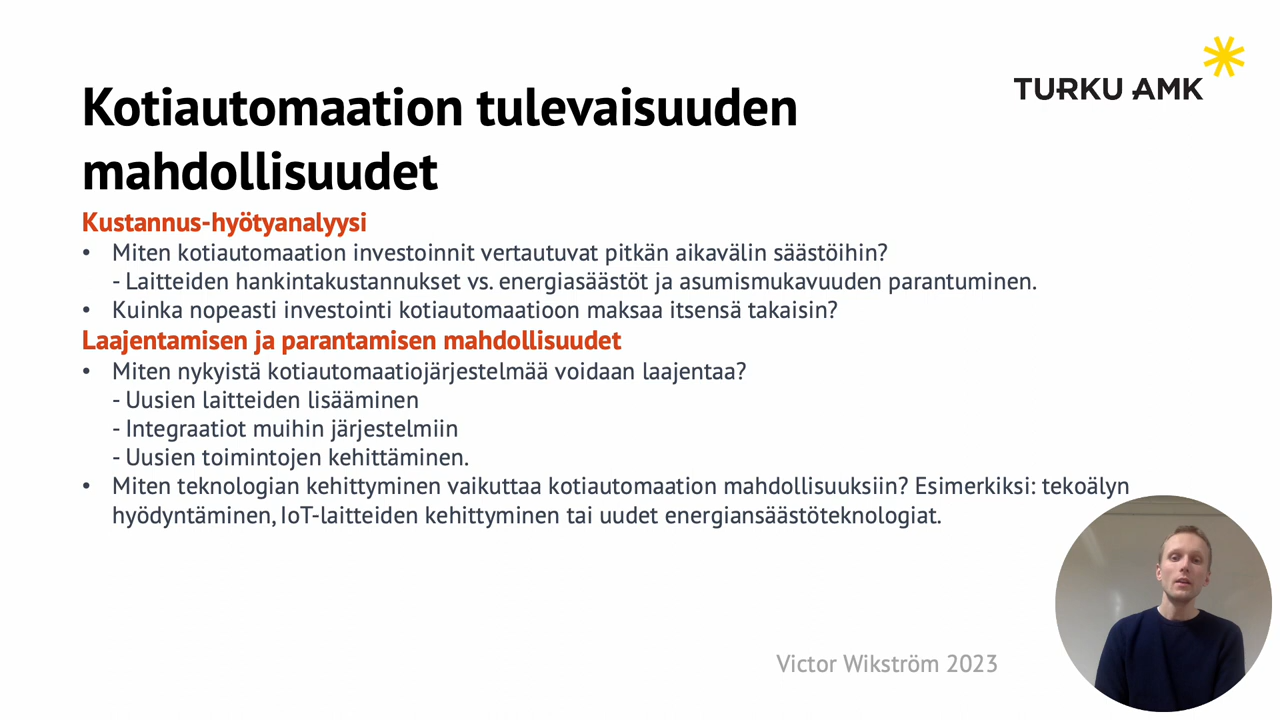 TURKU AMK
Kotiautomaation tulevaisuuden
mahdollisuudet
Kustannus-hyötyanalyysi
• Miten kotiautomaation investoinnit vertautuvat pitkän aikavälin säästöihin?
- Laitteiden hankintakustannukset vs. energiasäästöt ja asumismukavuuden parantuminen.
• Kuinka nopeasti investointi kotiautomaatioon maksaa itsensä takaisin?
Laajentamisen ja parantamisen mahdollisuudet
• Miten nykyistä kotiautomaatiojärjestelmää voidaan laajentaa?
- Uusien laitteiden lisääminen
- Integraatiot muihin järjestelmiin
- Uusien toimintojen kehittäminen.
• Miten teknologian kehittyminen vaikuttaa kotiautomaation mahdollisuuksiin? Esimerkiksi: tekoälyn
hyödyntäminen, IoT-laitteiden kehittyminen tai uudet energiansäästöteknologiat.
Victor Wikström 2023